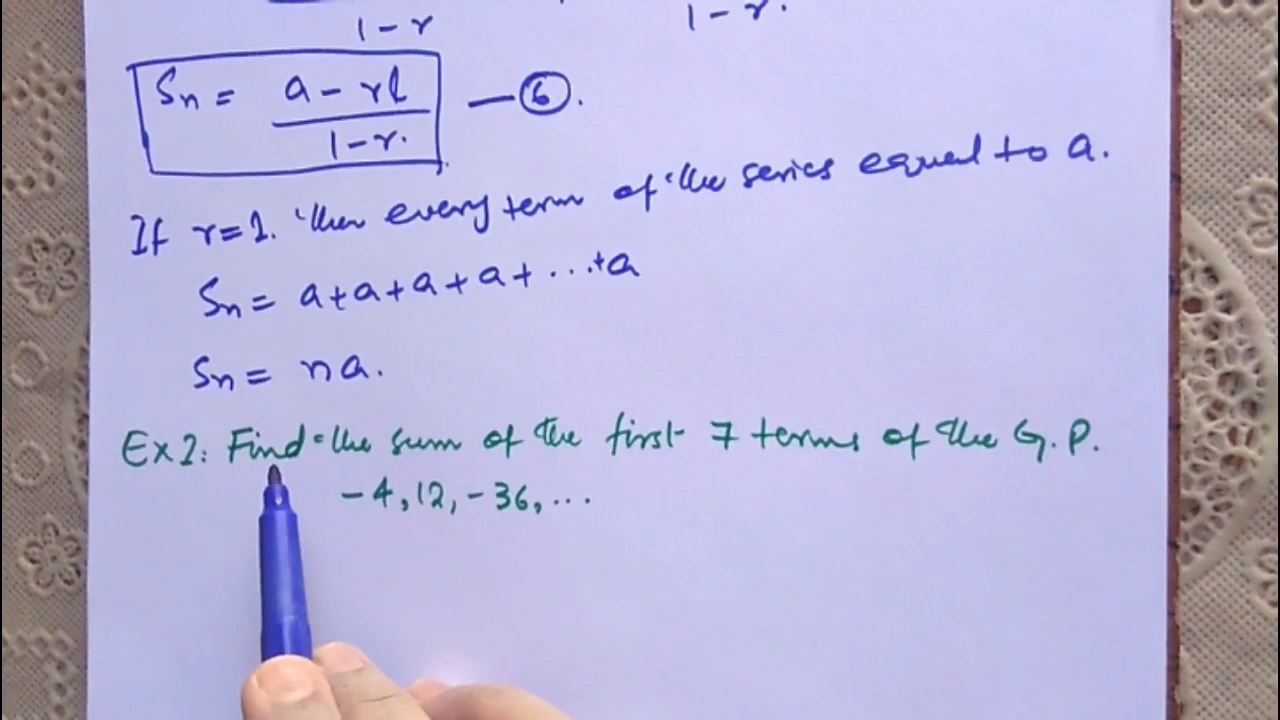 1 - r 1 - r.
Sn = a - rl / 1 - r. — ⑥.
If r = 1. then every term of the series equal to a.
Sn = a + a + a + a + ... + a
Sn = na.
Ex 2: Find the sum of the first 7 terms of the G.P.
-4, 12, -36, ...